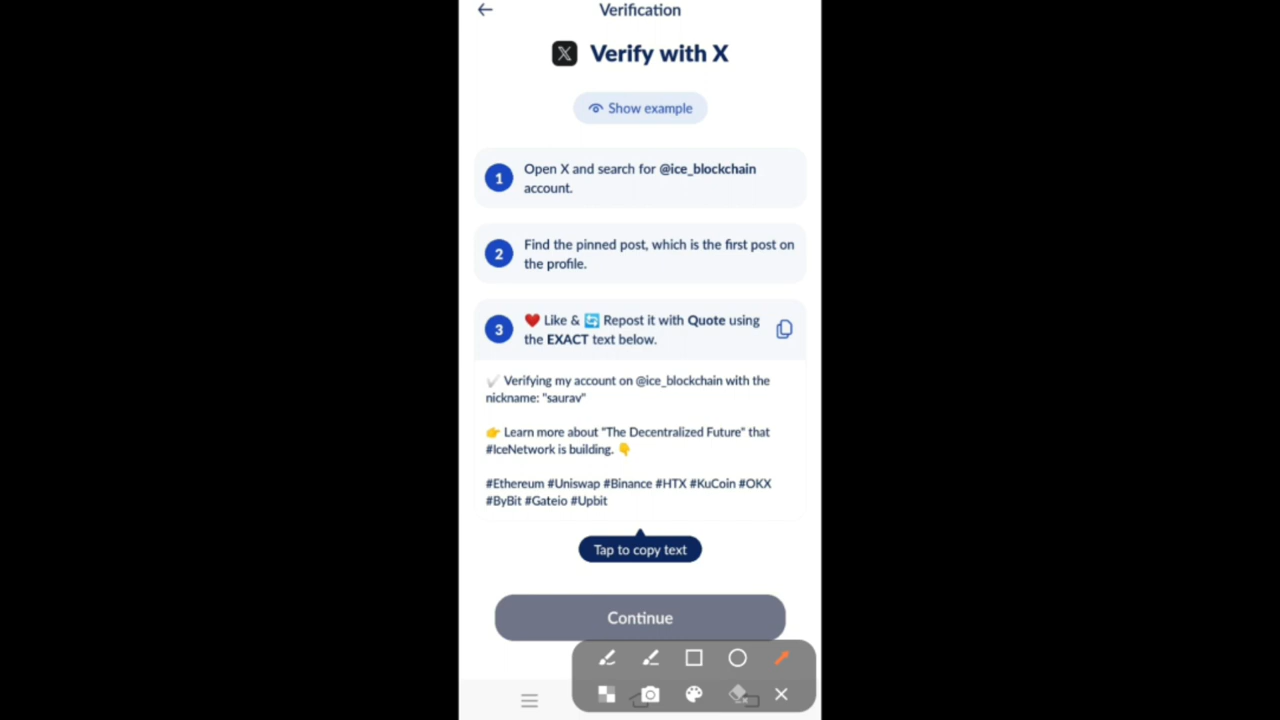 Verification
Verify with X
Show example
1
Open X and search for @ice_blockchain
account.
2
Find the pinned post, which is the first post on
the profile.
3
❤️ Like & 🔄 Repost it with Quote using
the EXACT text below.
✔️ Verifying my account on @ice_blockchain with the
nickname: "saurav"
👉 Learn more about "The Decentralized Future" that
#IceNetwork is building. 👇
#Ethereum #Uniswap #Binance #HTX #KuCoin #OKX
#ByBit #Gateio #Upbit
Tap to copy text
Continue